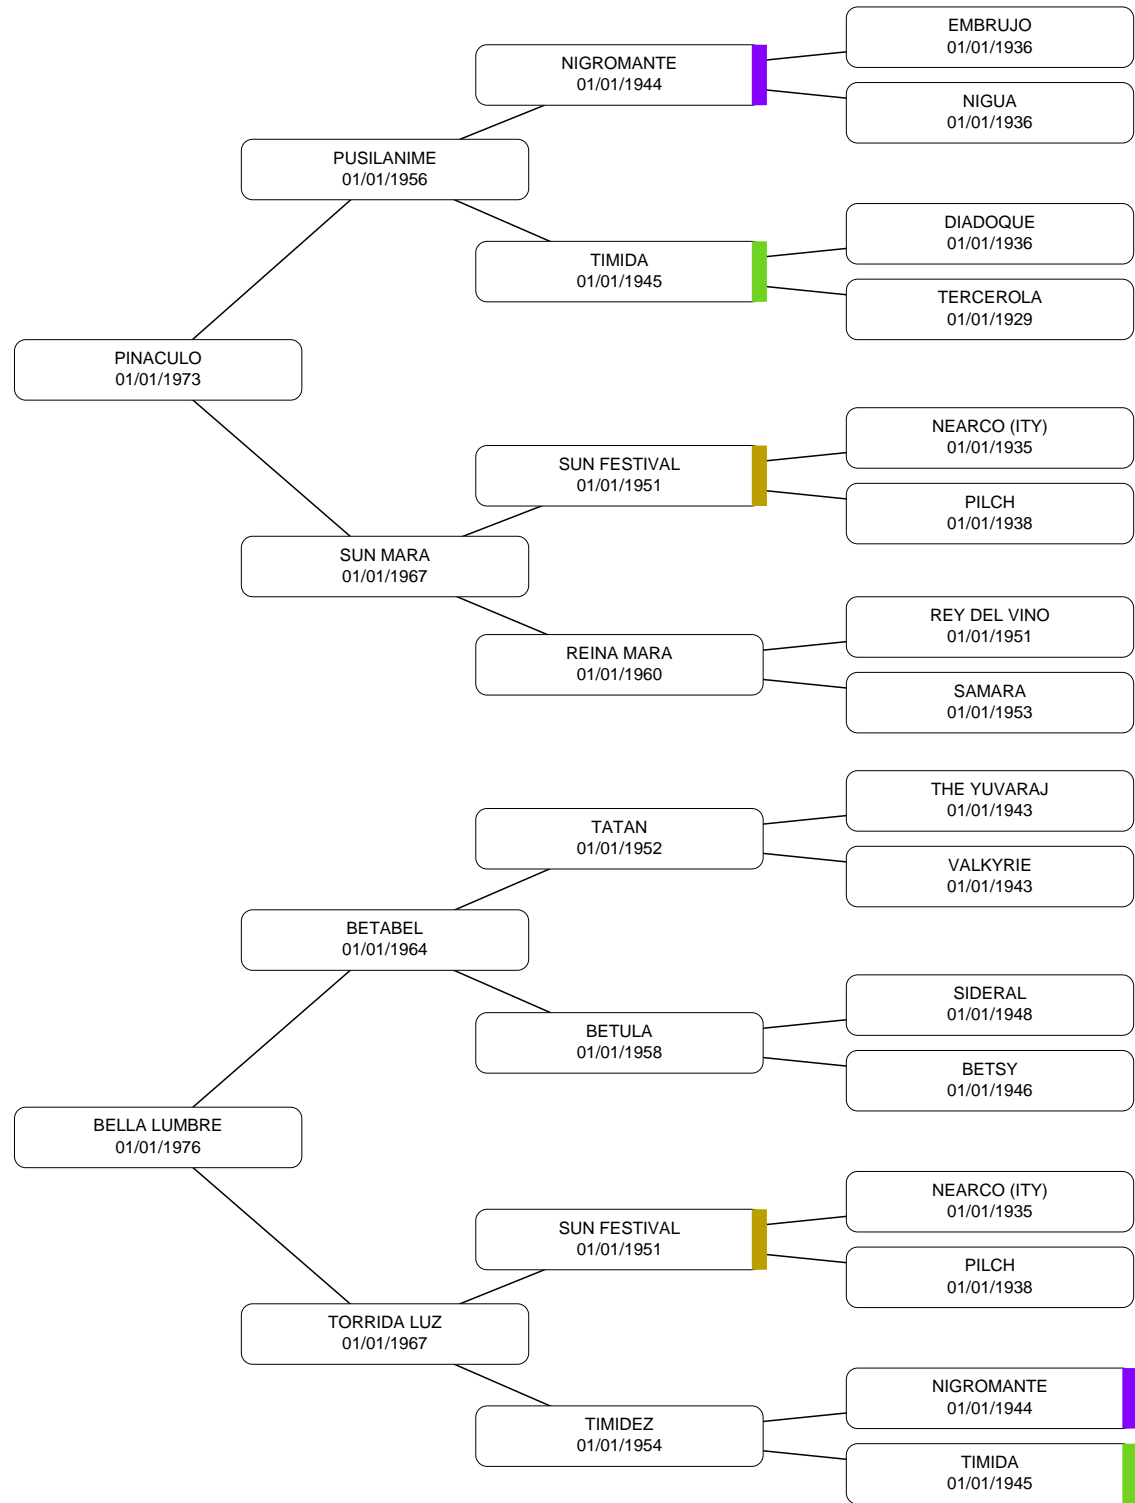 EMBRUJO
01/01/1936
NIGROMANTE
01/01/1944
NIGUA
01/01/1936
PUSILANIME
01/01/1956
DIADOQUE
01/01/1936
TIMIDA
01/01/1945
TERCEROLA
01/01/1929
PINACULO
01/01/1973
NEARCO (ITY)
01/01/1935
SUN FESTIVAL
01/01/1951
PILCH
01/01/1938
SUN MARA
01/01/1967
REY DEL VINO
01/01/1951
REINA MARA
01/01/1960
SAMARA
01/01/1953
THE YUVARAJ
01/01/1943
TATAN
01/01/1952
VALKYRIE
01/01/1943
BETABEL
01/01/1964
SIDERAL
01/01/1948
BETULA
01/01/1958
BETSY
01/01/1946
BELLA LUMBRE
01/01/1976
NEARCO (ITY)
01/01/1935
SUN FESTIVAL
01/01/1951
PILCH
01/01/1938
TORRIDA LUZ
01/01/1967
NIGROMANTE
01/01/1944
TIMIDEZ
01/01/1954
TIMIDA
01/01/1945